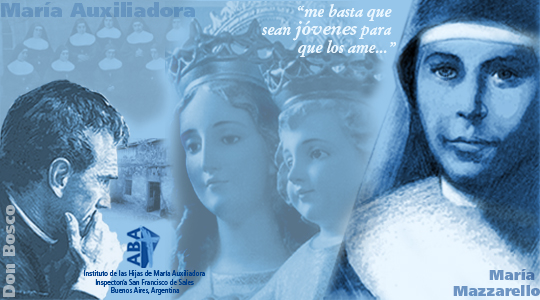 María Auxiliadora
“me basta que
sean jóvenes para
que los ame...”
Don Bosco
ABA
Instituto de las Hijas de María Auxiliadora
Inspectoría San Francisco de Sales
Buenos Aires, Argentina
María
Mazzarello